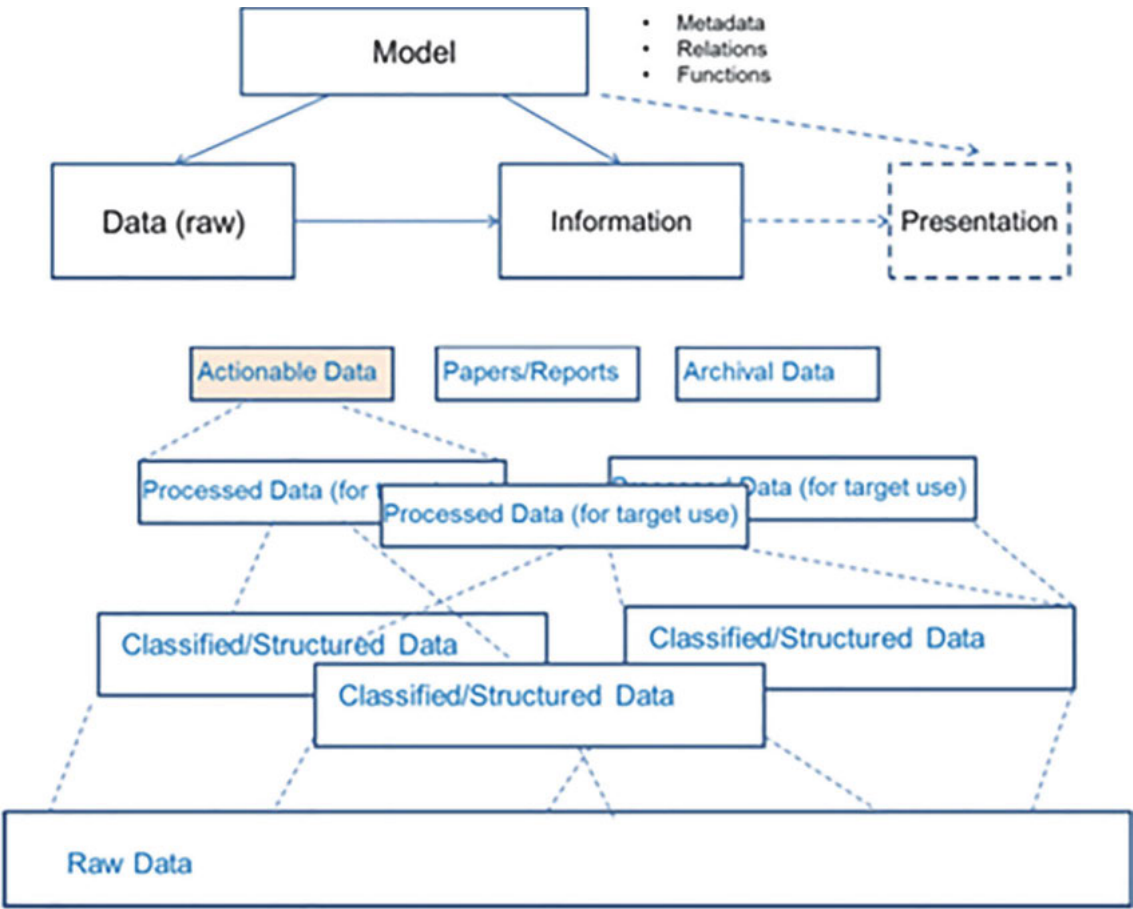 Model
• Metadata
• Relations
• Functions
Data (raw)
Information
Presentation
Actionable Data
Papers/Reports
Archival Data
Processed Data (for
Data (for target use)
Processed Data (for target use)
Classified/Structured Data
Classified/Structured Data
Classified/Structured Data
Raw Data